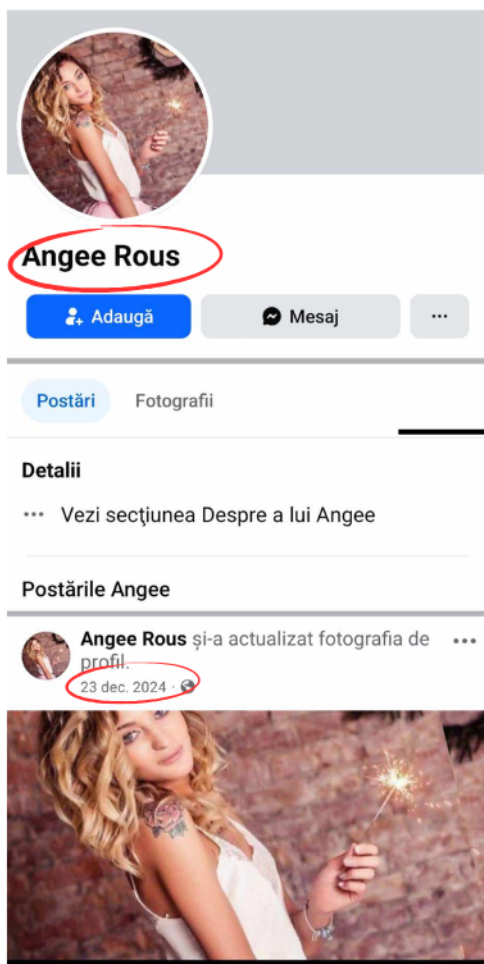 Angee Rous
Adaugă
Mesaj
...
Postări
Fotografii
Detalii
... Vezi secţiunea Despre a lui Angee
Postările Angee
Angee Rous și-a actualizat fotografia de
profil.
23 dec. 2024 ·
...